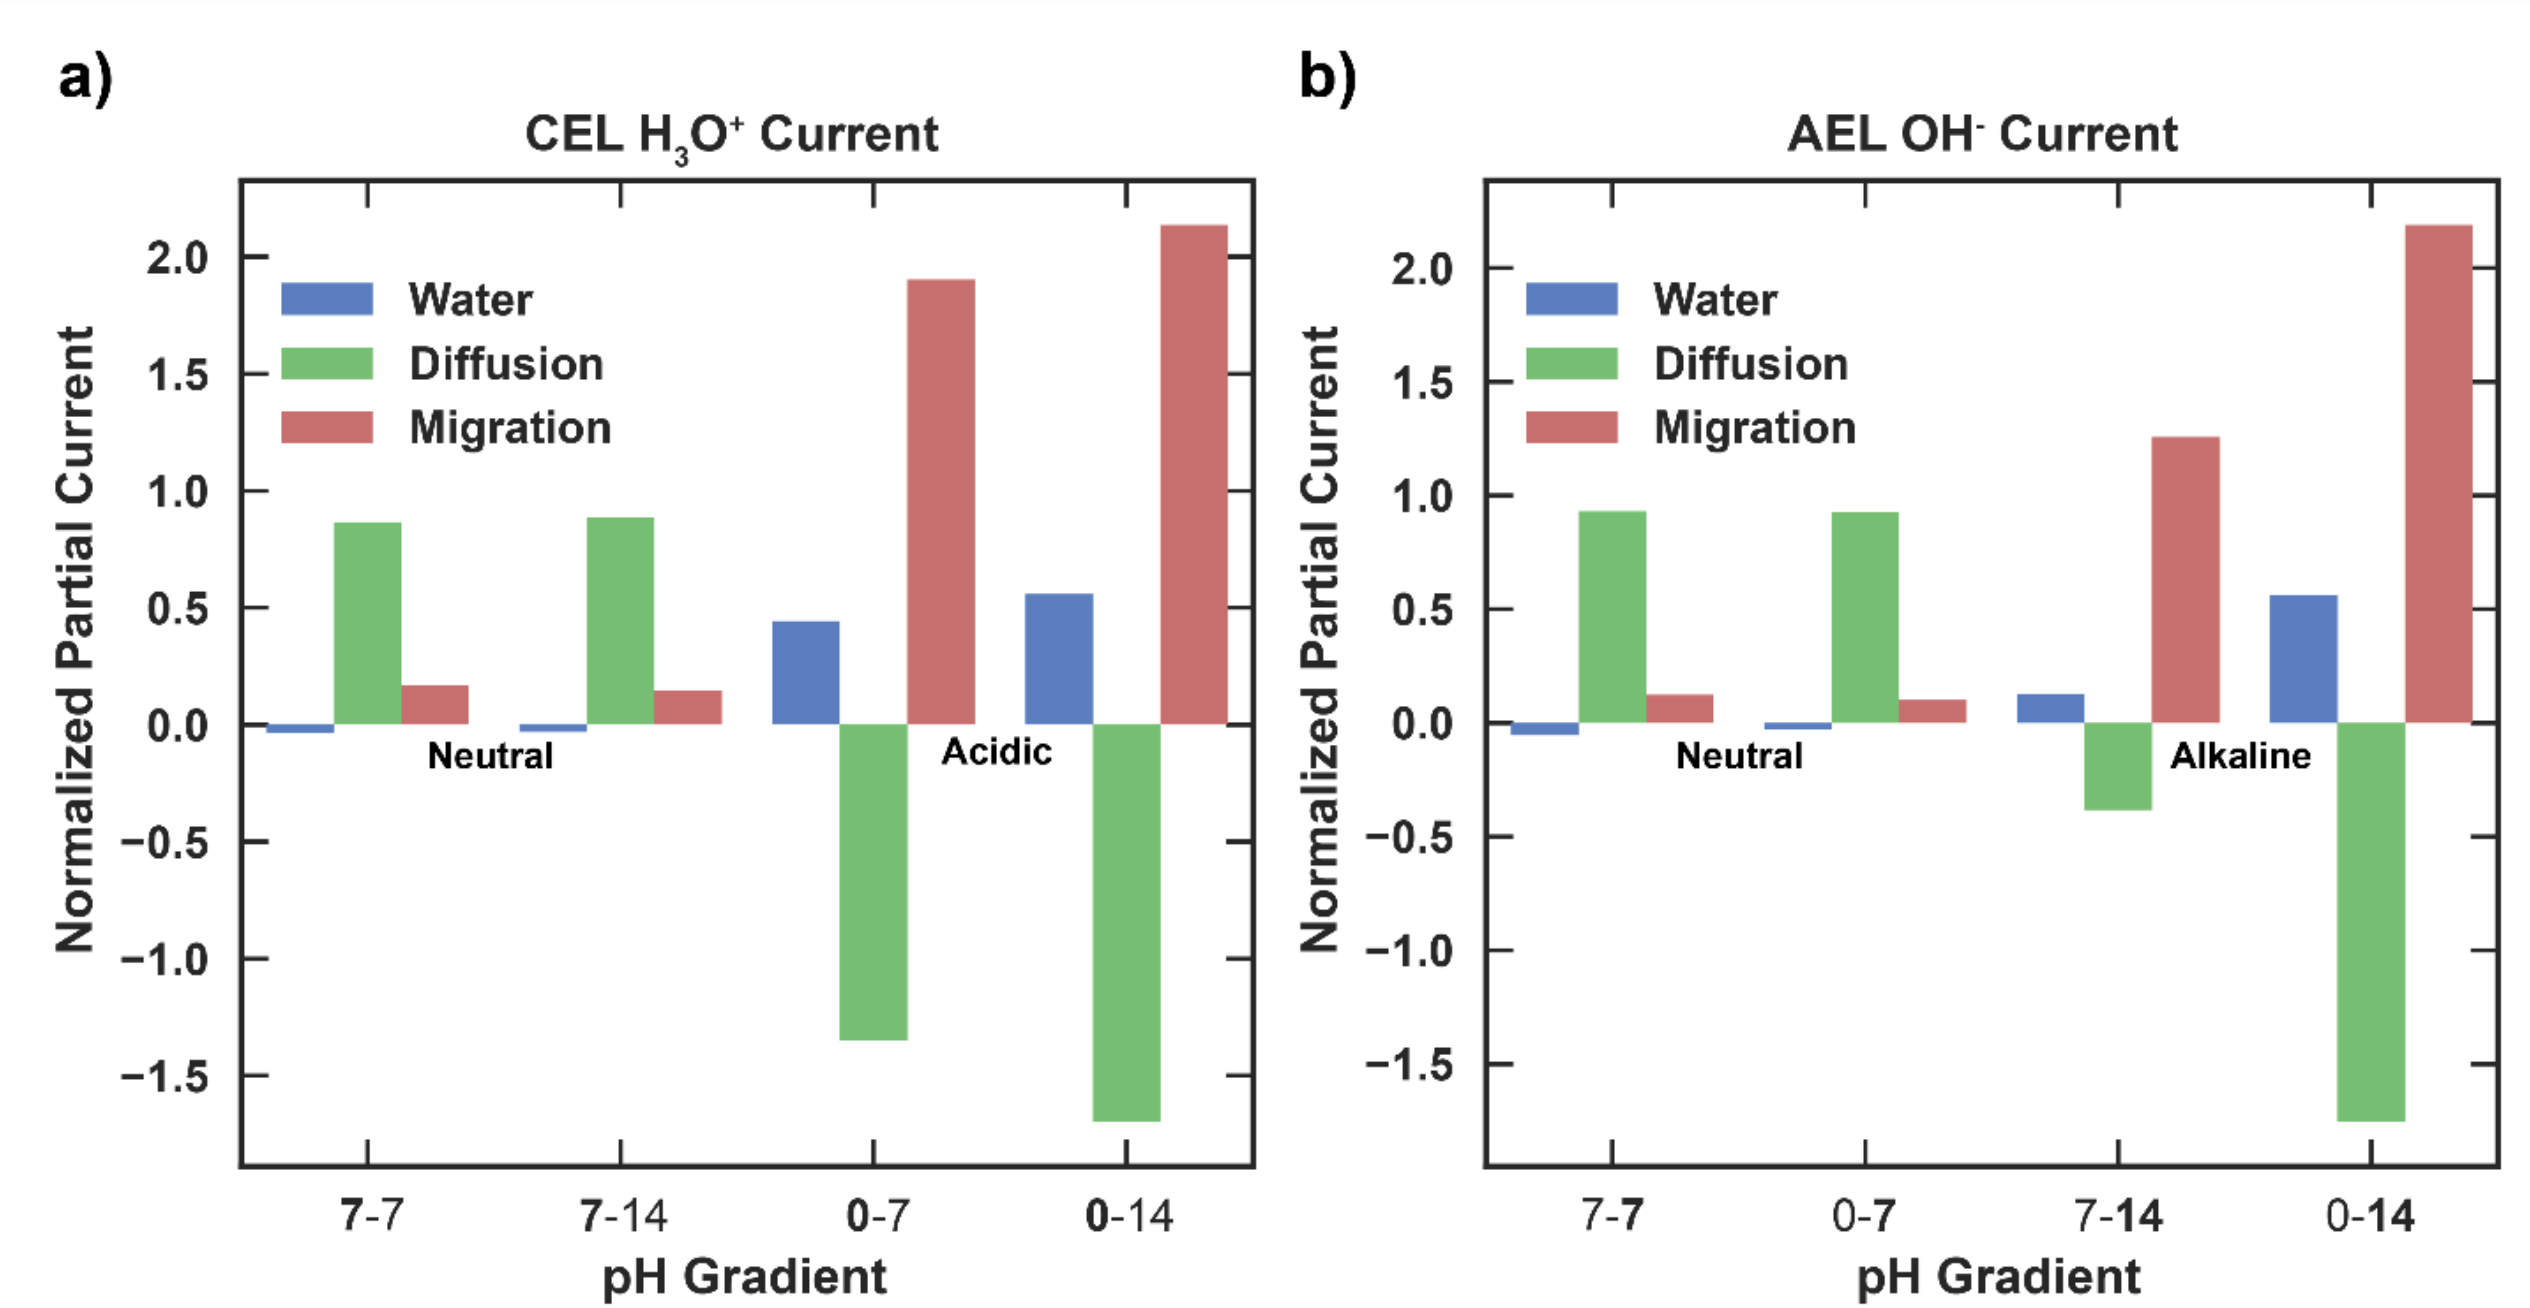 a)
CEL H₃O⁺ Current
Normalized Partial Current
2.0
1.5
1.0
0.5
0.0
−0.5
−1.0
−1.5
Water
Diffusion
Migration
Neutral
Acidic
7-7
7-14
0-7
0-14
pH Gradient
b)
AEL OH⁻ Current
Normalized Partial Current
2.0
1.5
1.0
0.5
0.0
−0.5
−1.0
−1.5
Water
Diffusion
Migration
Neutral
Alkaline
7-7
0-7
7-14
0-14
pH Gradient